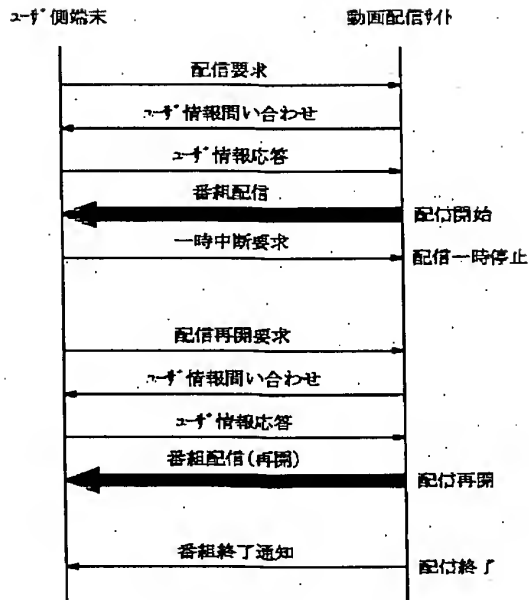 ﾕｰｻﾞ側端末 動画配信ｻｲﾄ
配信要求
ﾕｰｻﾞ情報問い合わせ
ﾕｰｻﾞ情報応答
番組配信
配信開始
一時中断要求
配信一時停止
配信再開要求
ﾕｰｻﾞ情報問い合わせ
ﾕｰｻﾞ情報応答
番組配信(再開)
配信再開
番組終了通知
配信終了